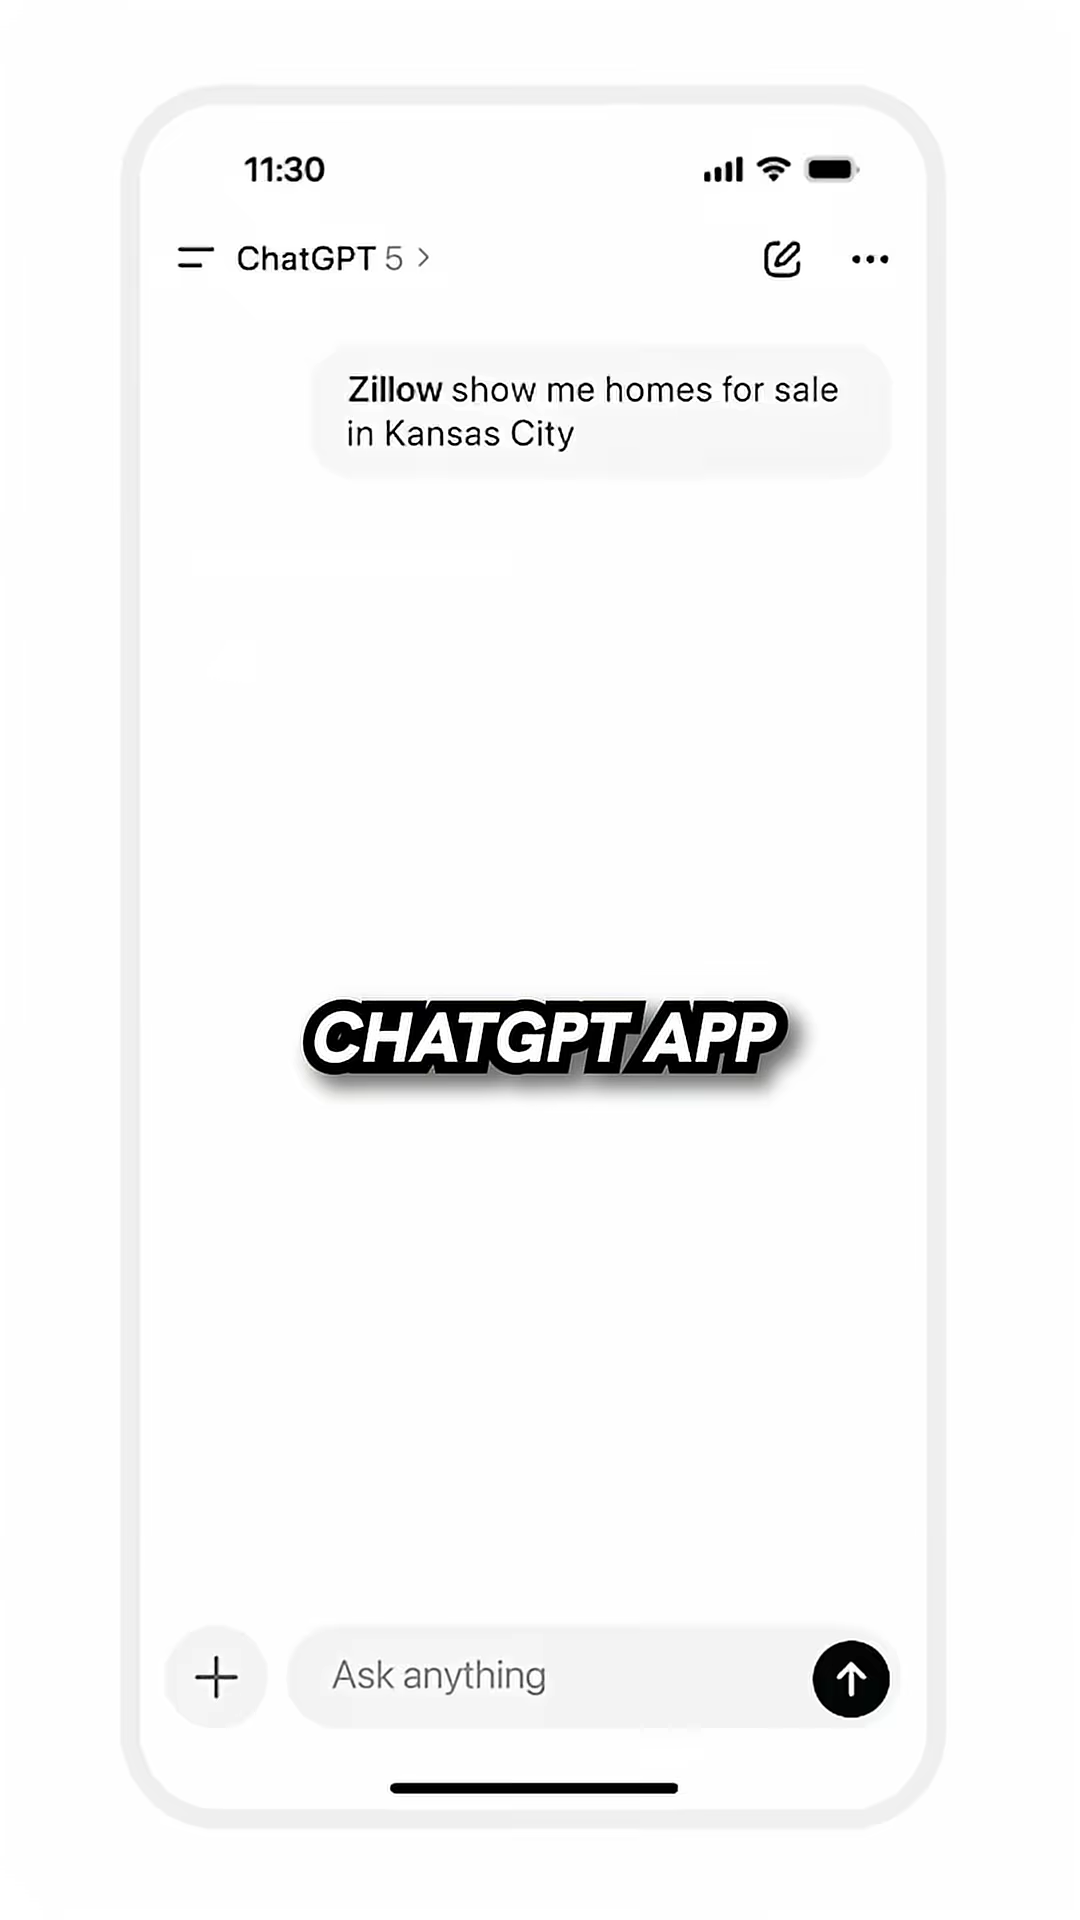 11:30
ChatGPT 5 >
Zillow show me homes for sale
in Kansas City
CHATGPT APP
Ask anything